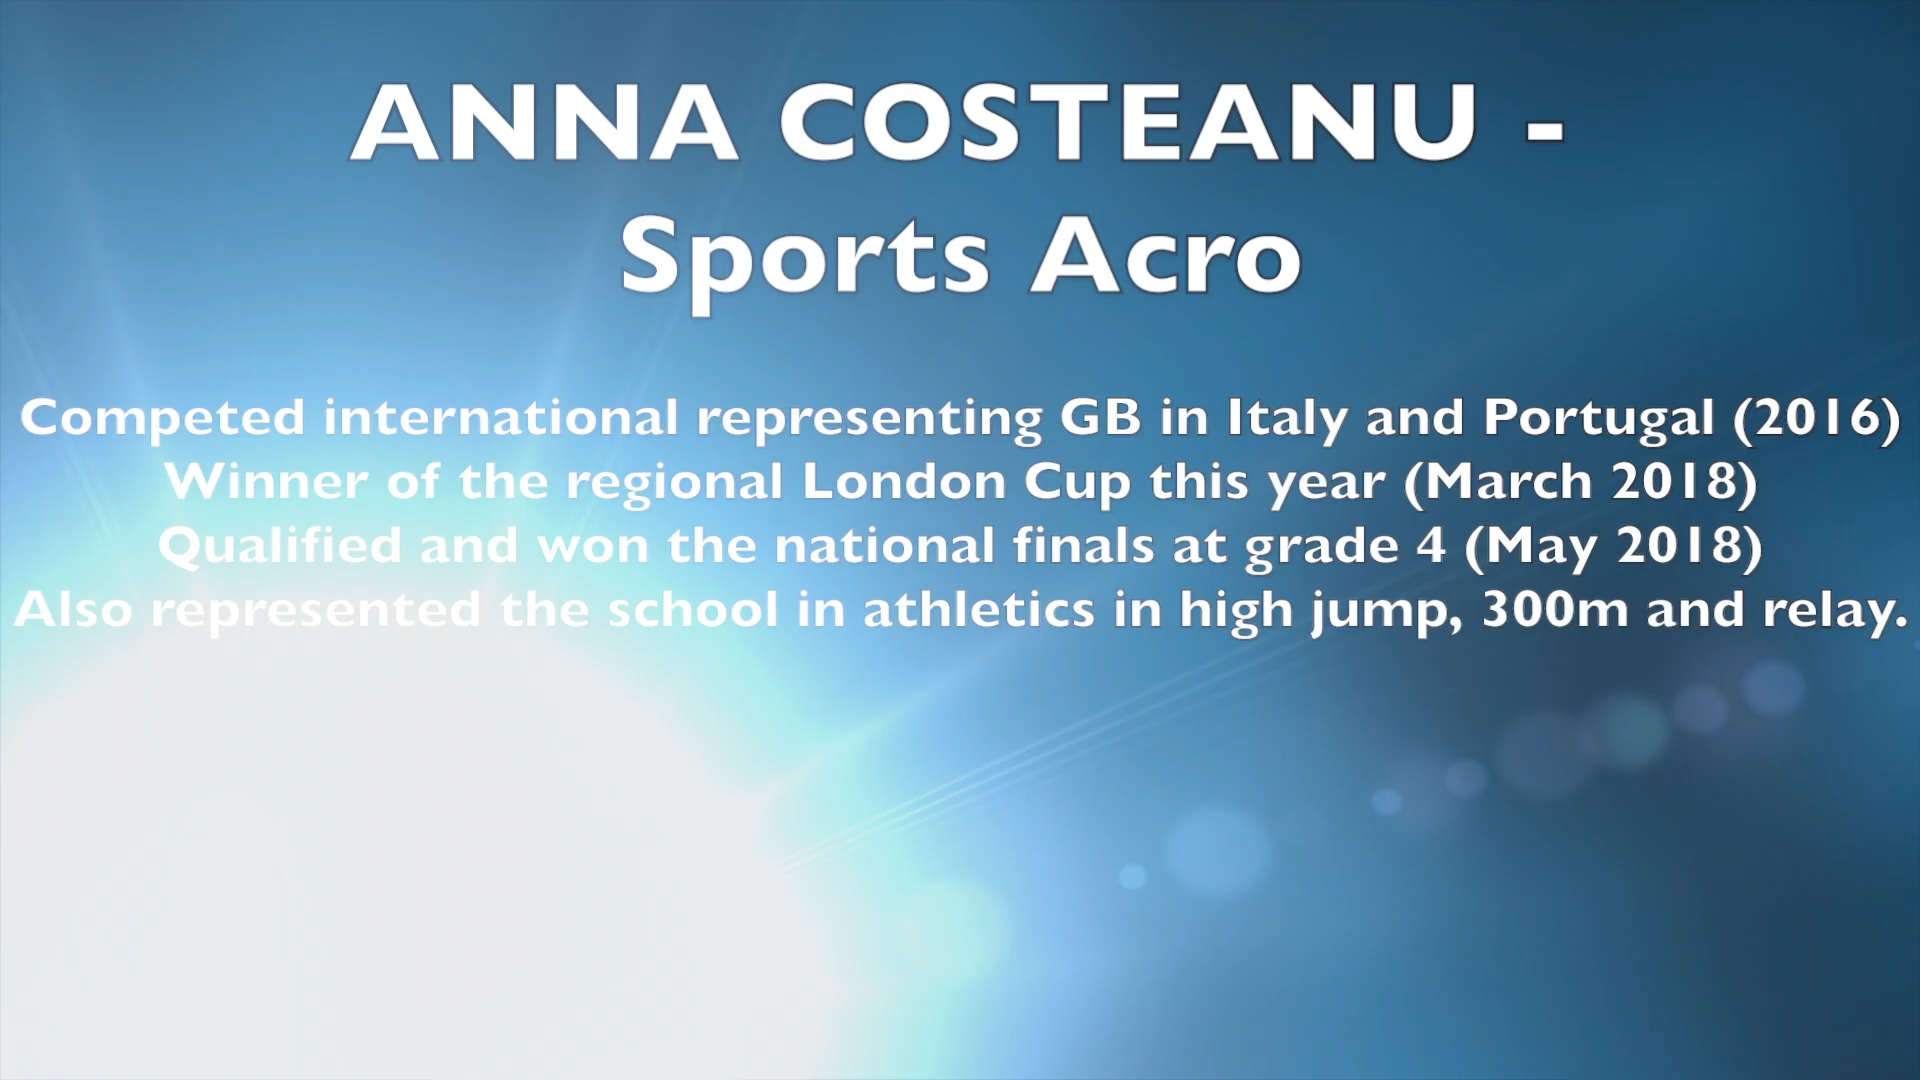 ANNA COSTEANU -
Sports Acro
Competed international representing GB in Italy and Portugal (2016)
Winner of the regional London Cup this year (March 2018)
Qualified and won the national finals at grade 4 (May 2018)
Also represented the school in athletics in high jump, 300m and relay.